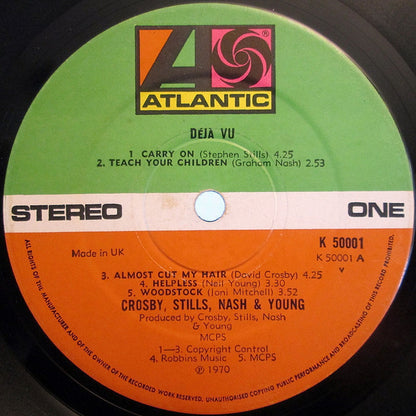 ATLANTIC
DÉJÀ VU
1 CARRY ON (Stephen Stills) 4.25
2. TEACH YOUR CHILDREN (Graham Nash) 2.53
STEREO ONE
Made in UK
K 50001
K 50001 A
V
3. ALMOST CUT MY HAIR (David Crosby) 4.25
4. HELPLESS (Neil Young) 3.30
5. WOODSTOCK (Joni Mitchell) 3.52
CROSBY, STILLS, NASH & YOUNG
Produced by Crosby, Stills, Nash
& Young
MCPS
1—3. Copyright Control
4. Robbins Music 5. MCPS
℗ 1970
ALL RIGHTS OF THE MANUFACTURER AND OF THE OWNER OF THE RECORDED WORK RESERVED. UNAUTHORISED COPYING PUBLIC PERFORMANCE AND BROADCASTING OF THIS RECORD PROHIBITED